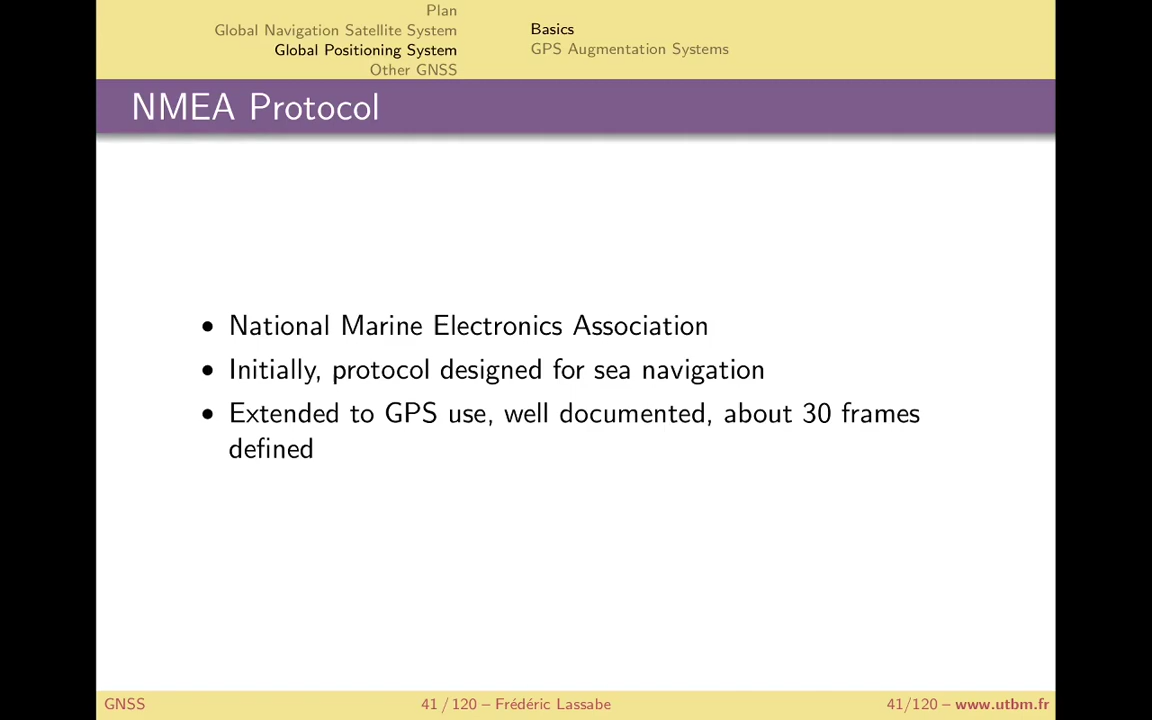 Plan
Global Navigation Satellite System
Global Positioning System
Other GNSS
Basics
GPS Augmentation Systems
NMEA Protocol
• National Marine Electronics Association
• Initially, protocol designed for sea navigation
• Extended to GPS use, well documented, about 30 frames
defined
GNSS
41 / 120 – Frédéric Lassabe
41/120 – www.utbm.fr